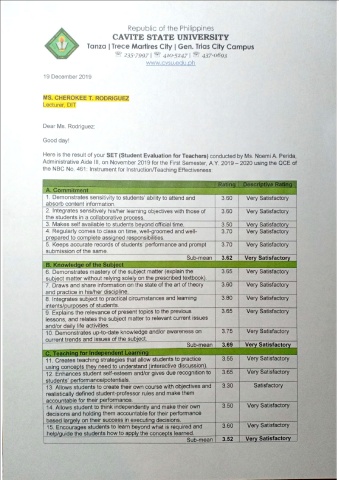 Republic of the Philippines
CAVITE STATE UNIVERSITY
Tanza | Trece Martires City | Gen. Trias City Campus
☏ 235-7997 | ☏ 410-5247 | ☏ 437-0693
www.cvsu.edu.ph
19 December 2019
MS. CHEROKEE T. RODRIGUEZ
Lecturer, DIT
Dear Ms. Rodriguez:
Good day!
Here is the result of your SET (Student Evaluation for Teachers) conducted by Ms. Noemi A. Perida,
Administrative Aide III, on November 2019 for the First Semester, A.Y. 2019 – 2020 using the QCE of
the NBC No. 461: Instrument for Instruction/Teaching Effectiveness:
Rating Descriptive Rating
A. Commitment
1. Demonstrates sensitivity to students' ability to attend and 3.60 Very Satisfactory
absorb content information.
2. Integrates sensitively his/her learning objectives with those of 3.50 Very Satisfactory
the students in a collaborative process.
3. Makes self available to students beyond official time. 3.50 Very Satisfactory
4. Regularly comes to class on time, well-groomed and well- 3.70 Very Satisfactory
prepared to complete assigned responsibilities.
5. Keeps accurate records of students' performance and prompt 3.70 Very Satisfactory
submission of the same.
Sub-mean 3.62 Very Satisfactory
B. Knowledge of the Subject
6. Demonstrates mastery of the subject matter (explain the 3.65 Very Satisfactory
subject matter without relying solely on the prescribed textbook).
7. Draws and share information on the state of the art of theory 3.60 Very Satisfactory
and practice in his/her discipline.
8. Integrates subject to practical circumstances and learning 3.80 Very Satisfactory
intents/purposes of students.
9. Explains the relevance of present topics to the previous 3.65 Very Satisfactory
lessons, and relates the subject matter to relevant current issues
and/or daily life activities.
10. Demonstrates up-to-date knowledge and/or awareness on 3.75 Very Satisfactory
current trends and issues of the subject.
Sub-mean 3.69 Very Satisfactory
C. Teaching for Independent Learning
11. Creates teaching strategies that allow students to practice 3.55 Very Satisfactory
using concepts they need to understand (interactive discussion).
12. Enhances student self-esteem and/or gives due recognition to 3.65 Very Satisfactory
students' performance/potentials.
13. Allows students to create their own course with objectives and 3.30 Satisfactory
realistically defined student-professor rules and make them
accountable for their performance.
14. Allows student to think independently and make their own 3.50 Very Satisfactory
decisions and holding them accountable for their performance
based largely on their success in executing decisions.
15. Encourages students to learn beyond what is required and 3.60 Very Satisfactory
help/guide the students how to apply the concepts learned.
Sub-mean 3.52 Very Satisfactory